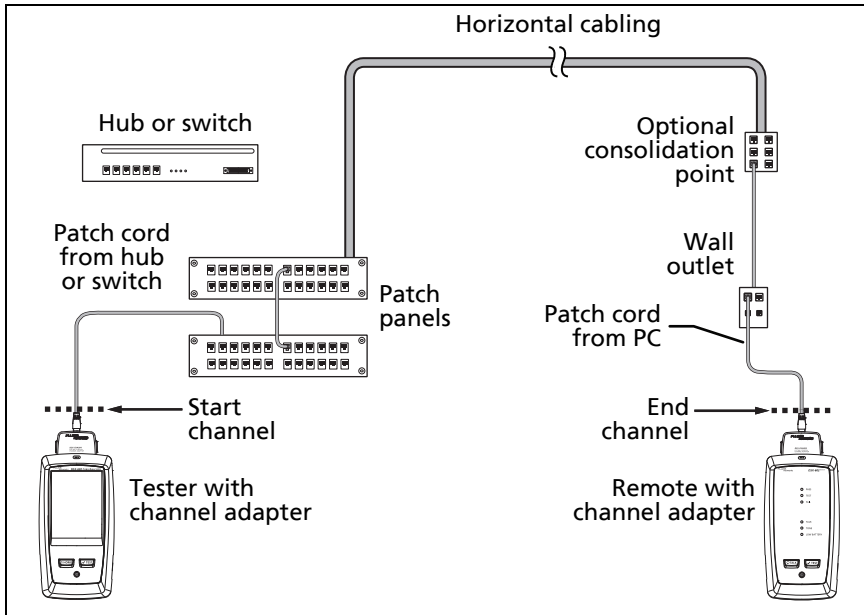 Horizontal cabling
Hub or switch
Optional
consolidation
point
Patch cord
from hub
or switch
Wall
outlet
Patch
panels
Patch cord
from PC
Start
channel
End
channel
Tester with
channel adapter
Remote with
channel adapter